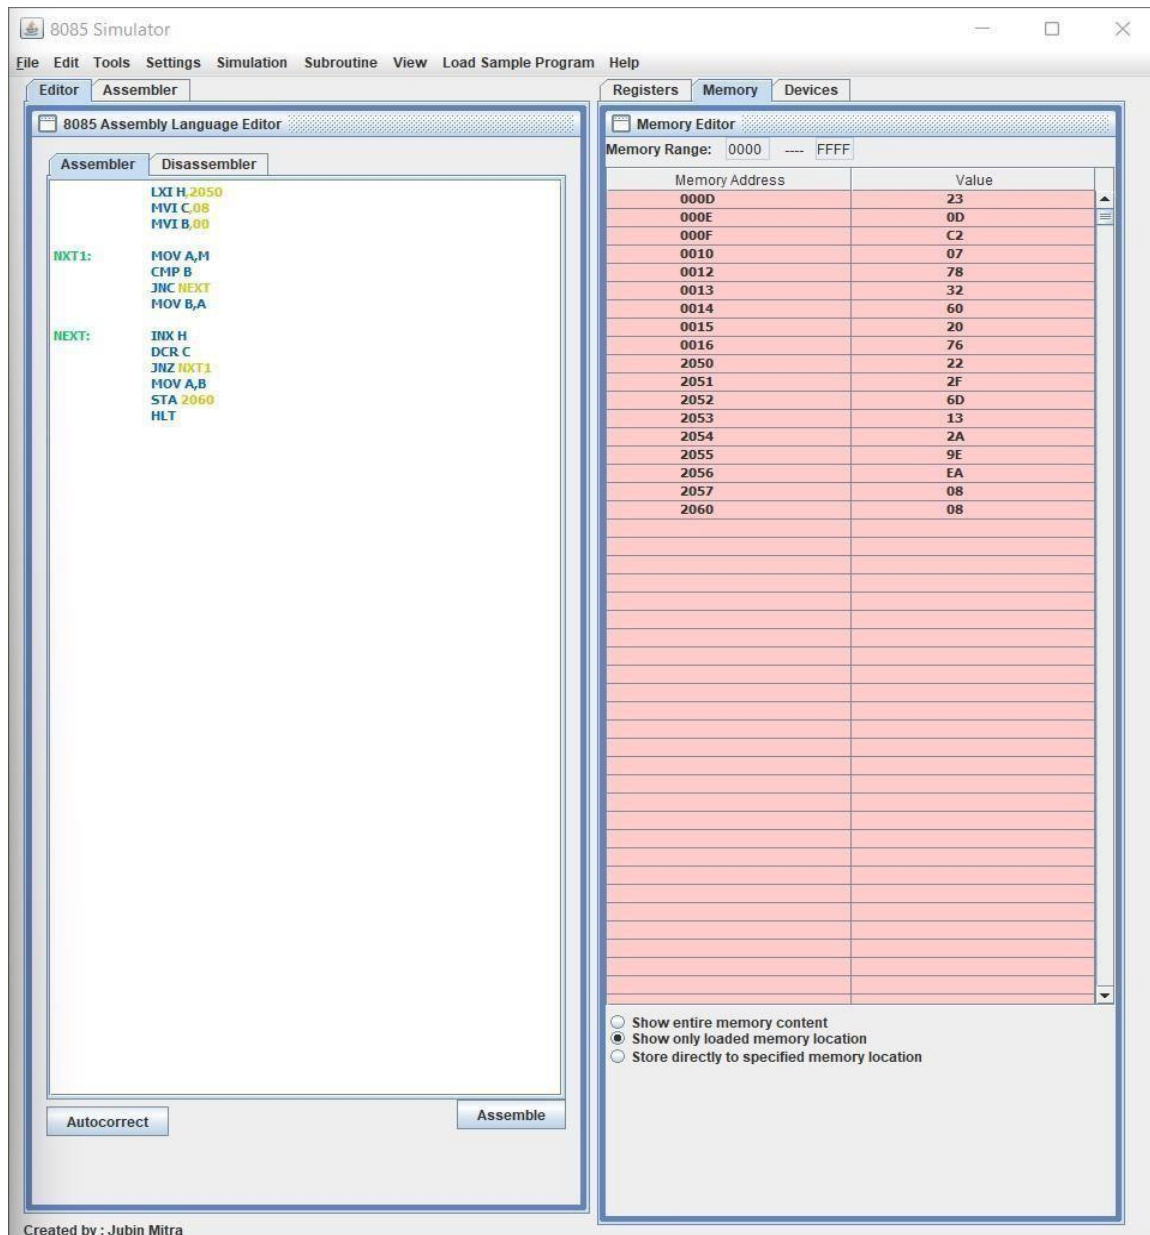 8085 Simulator
File Edit Tools Settings Simulation Subroutine View Load Sample Program Help
Editor Assembler
8085 Assembly Language Editor
Assembler Disassembler
LXI H,2050
MVI C,08
MVI B,00
NXT1: MOV A,M
CMP B
JNC NEXT
MOV B,A
NEXT: INX H
DCR C
JNZ NXT1
MOV A,B
STA 2060
HLT
Autocorrect
Assemble
Registers Memory Devices
Memory Editor
Memory Range: 0000 ---- FFFF
Memory Address Value
000D 23
000E 0D
000F C2
0010 07
0012 78
0013 32
0014 60
0015 20
0016 76
2050 22
2051 2F
2052 6D
2053 13
2054 2A
2055 9E
2056 EA
2057 08
2060 08
Show entire memory content
Show only loaded memory location
Store directly to specified memory location
Created by : Jubin Mitra